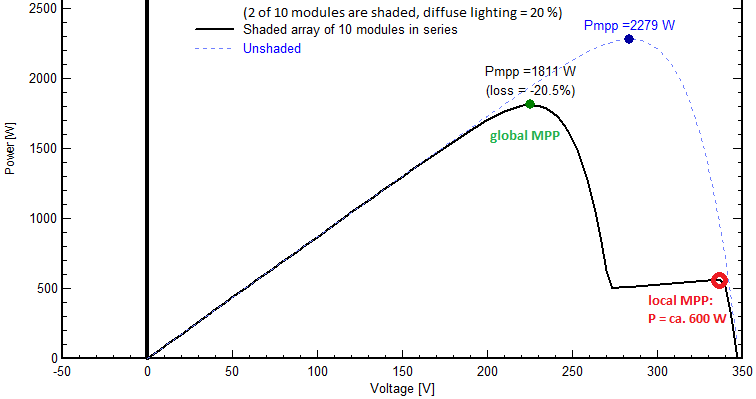 (2 of 10 modules are shaded, diffuse lighting = 20 %)
Shaded array of 10 modules in series
Unshaded
Pmpp =2279 W
Pmpp =1811 W
(loss = -20.5%)
global MPP
local MPP:
P = ca. 600 W
Power [W]
2500
2000
1500
1000
500
0
-50
0
50
100
150
200
250
300
350
Voltage [V]